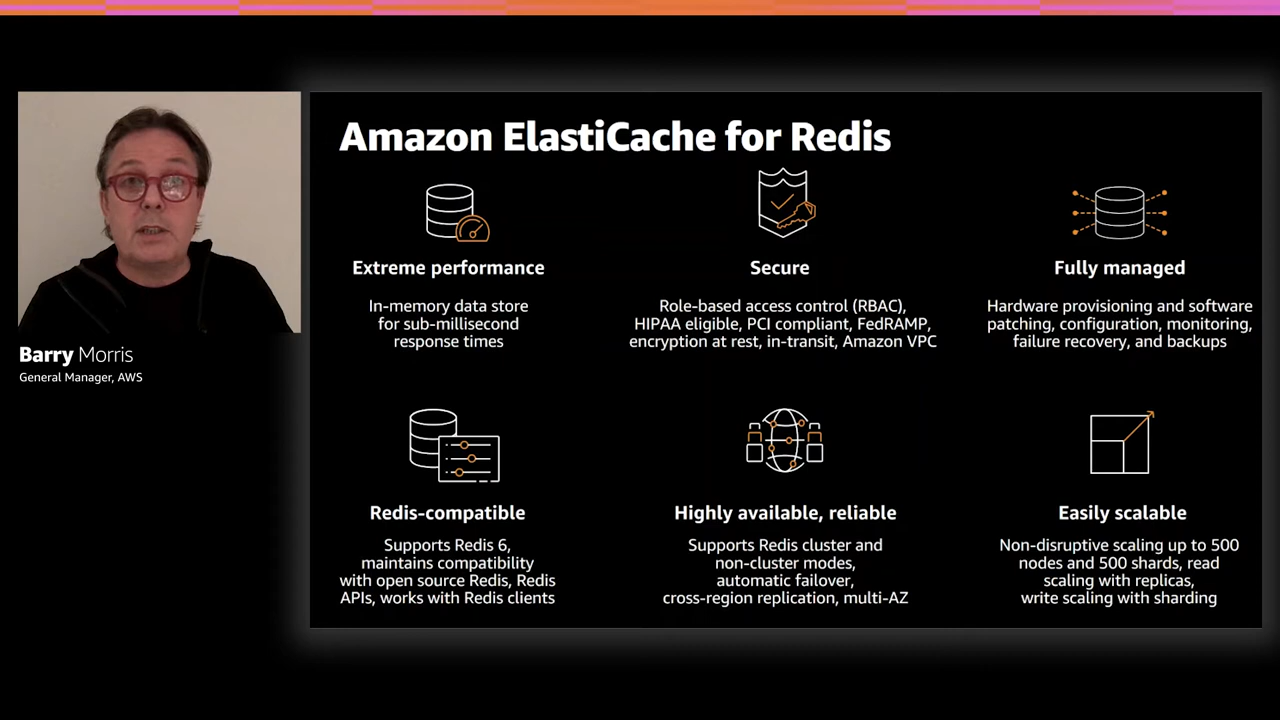 Amazon ElastiCache for Redis
Extreme performance
In-memory data store
for sub-millisecond
response times
Secure
Role-based access control (RBAC),
HIPAA eligible, PCI compliant, FedRAMP,
encryption at rest, in-transit, Amazon VPC
Fully managed
Hardware provisioning and software
patching, configuration, monitoring,
failure recovery, and backups
Redis-compatible
Supports Redis 6,
maintains compatibility
with open source Redis, Redis
APIs, works with Redis clients
Highly available, reliable
Supports Redis cluster and
non-cluster modes,
automatic failover,
cross-region replication, multi-AZ
Easily scalable
Non-disruptive scaling up to 500
nodes and 500 shards, read
scaling with replicas,
write scaling with sharding
Barry Morris
General Manager, AWS